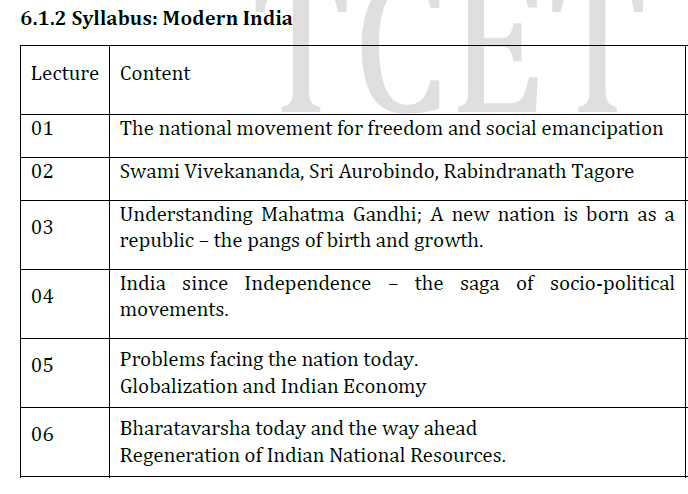 6.1.2 Syllabus: Modern India
TCET
Lecture Content
01 The national movement for freedom and social emancipation
02 Swami Vivekananda, Sri Aurobindo, Rabindranath Tagore
03 Understanding Mahatma Gandhi; A new nation is born as a
republic – the pangs of birth and growth.
04 India since Independence – the saga of socio-political
movements.
05 Problems facing the nation today.
Globalization and Indian Economy
06 Bharatavarsha today and the way ahead
Regeneration of Indian National Resources.